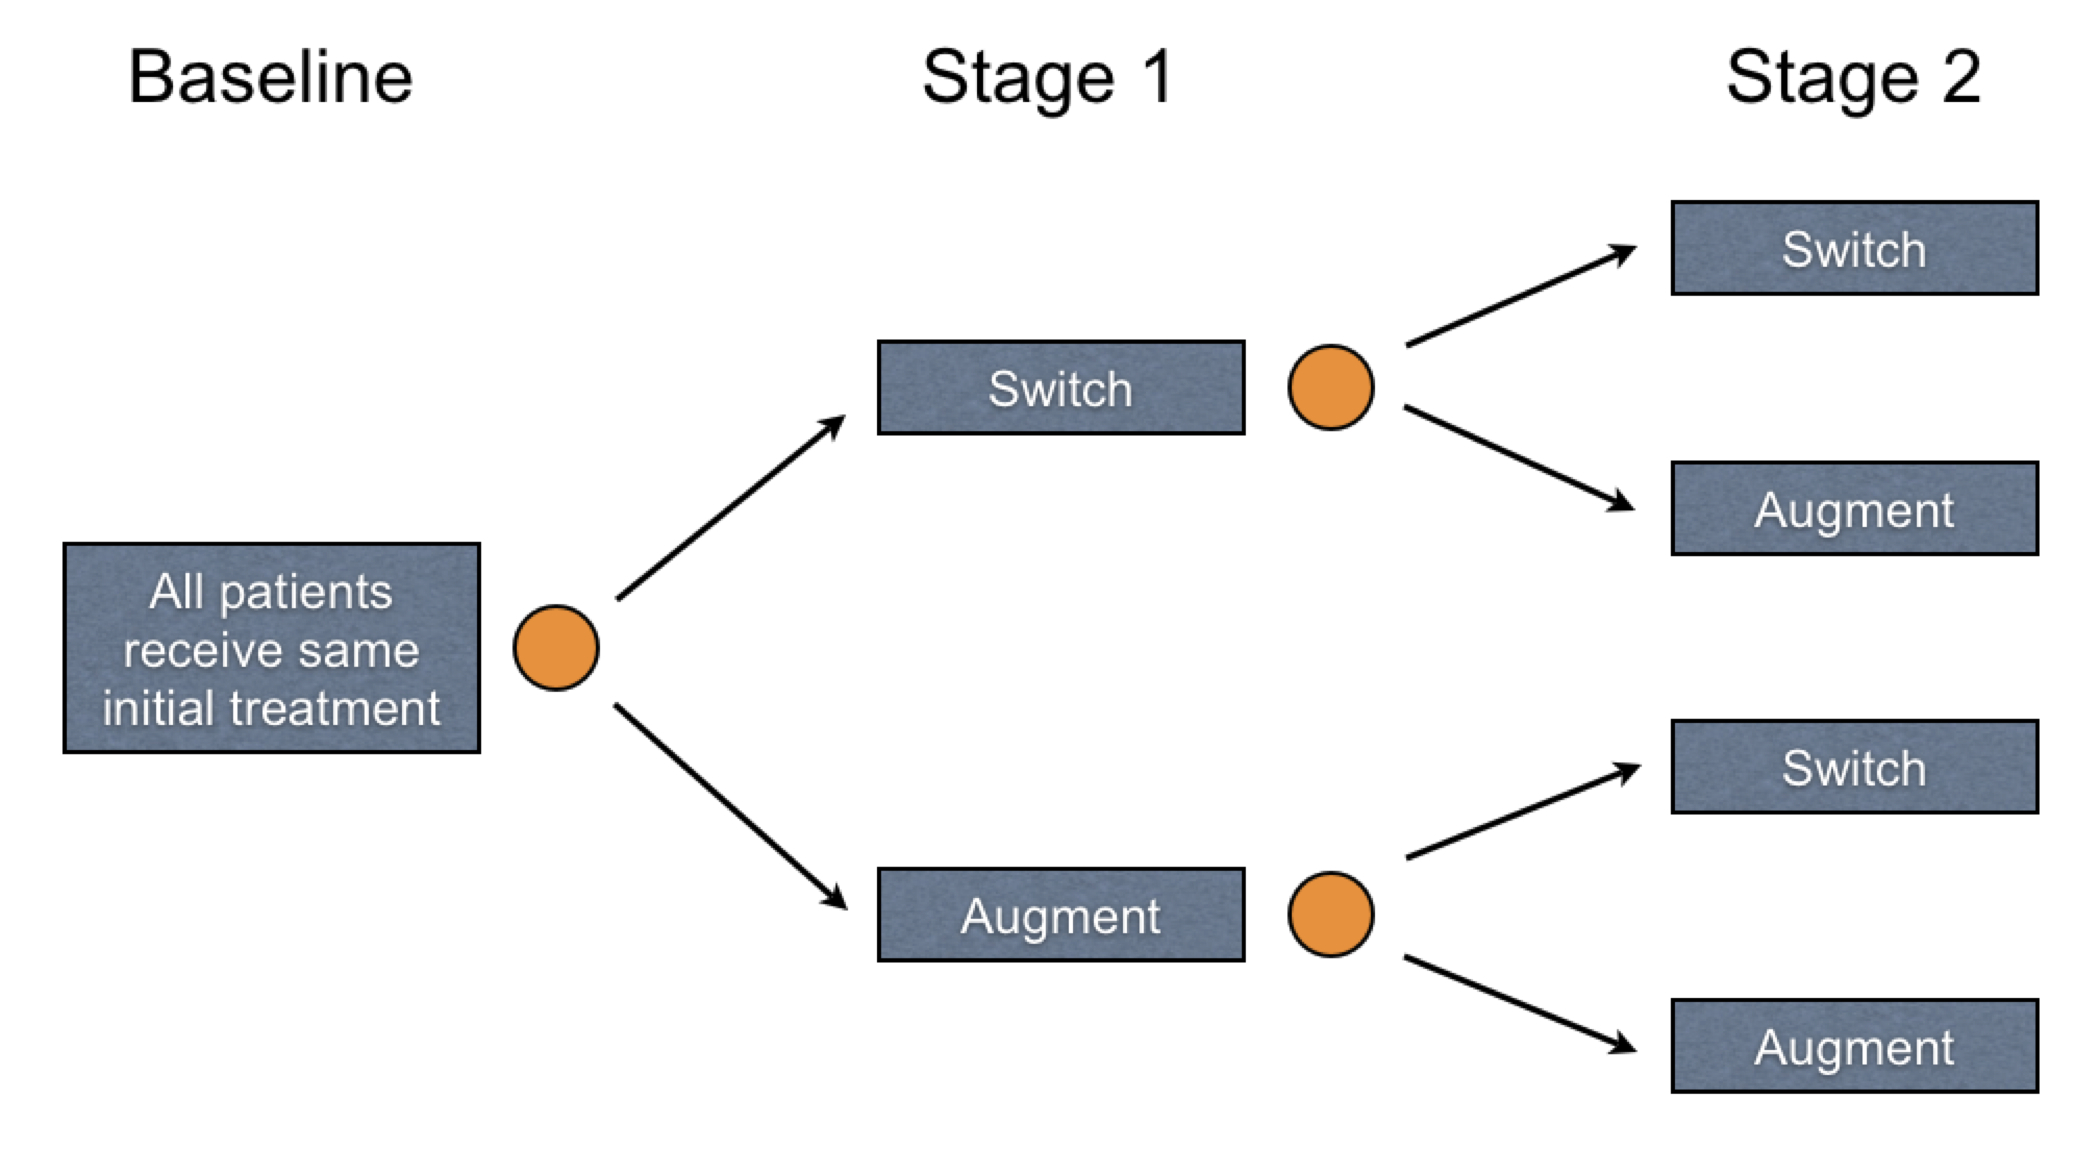 Baseline
Stage 1
Stage 2
Switch
Switch
Augment
All patients
receive same
initial treatment
Switch
Augment
Augment